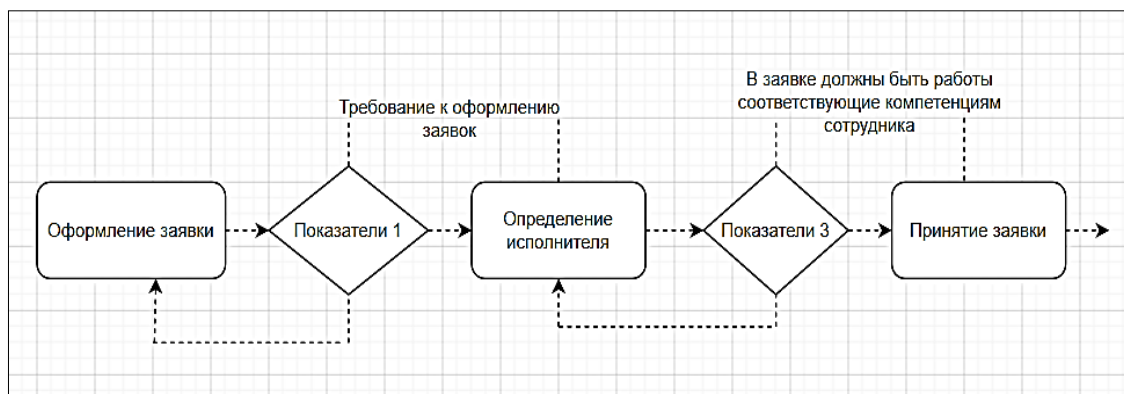 В заявке должны быть работы
соответствующие компетенциям
сотрудника
Требование к оформлению
заявок
Оформление заявки
Показатели 1
Определение
исполнителя
Показатели 3
Принятие заявки